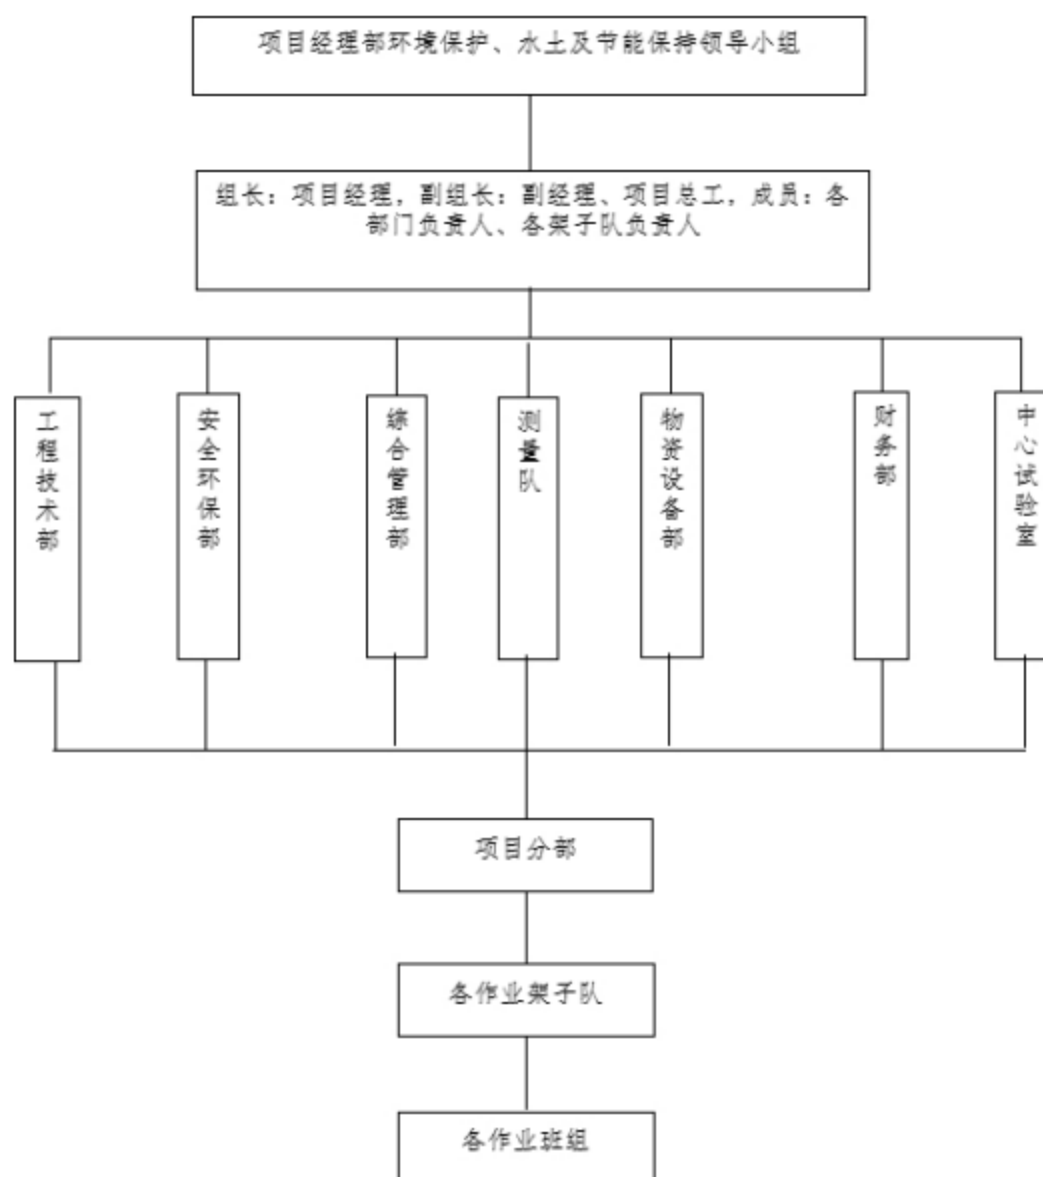 项目经理部环境保护、水土及节能保持领导小组
组长：项目经理，副组长：副经理、项目总工，成员：各
部门负责人、各架子队负责人
工程技术部
安全环保部
综合管理部
测量队
物资设备部
财务部
中心试验室
项目分部
各作业架子队
各作业班组